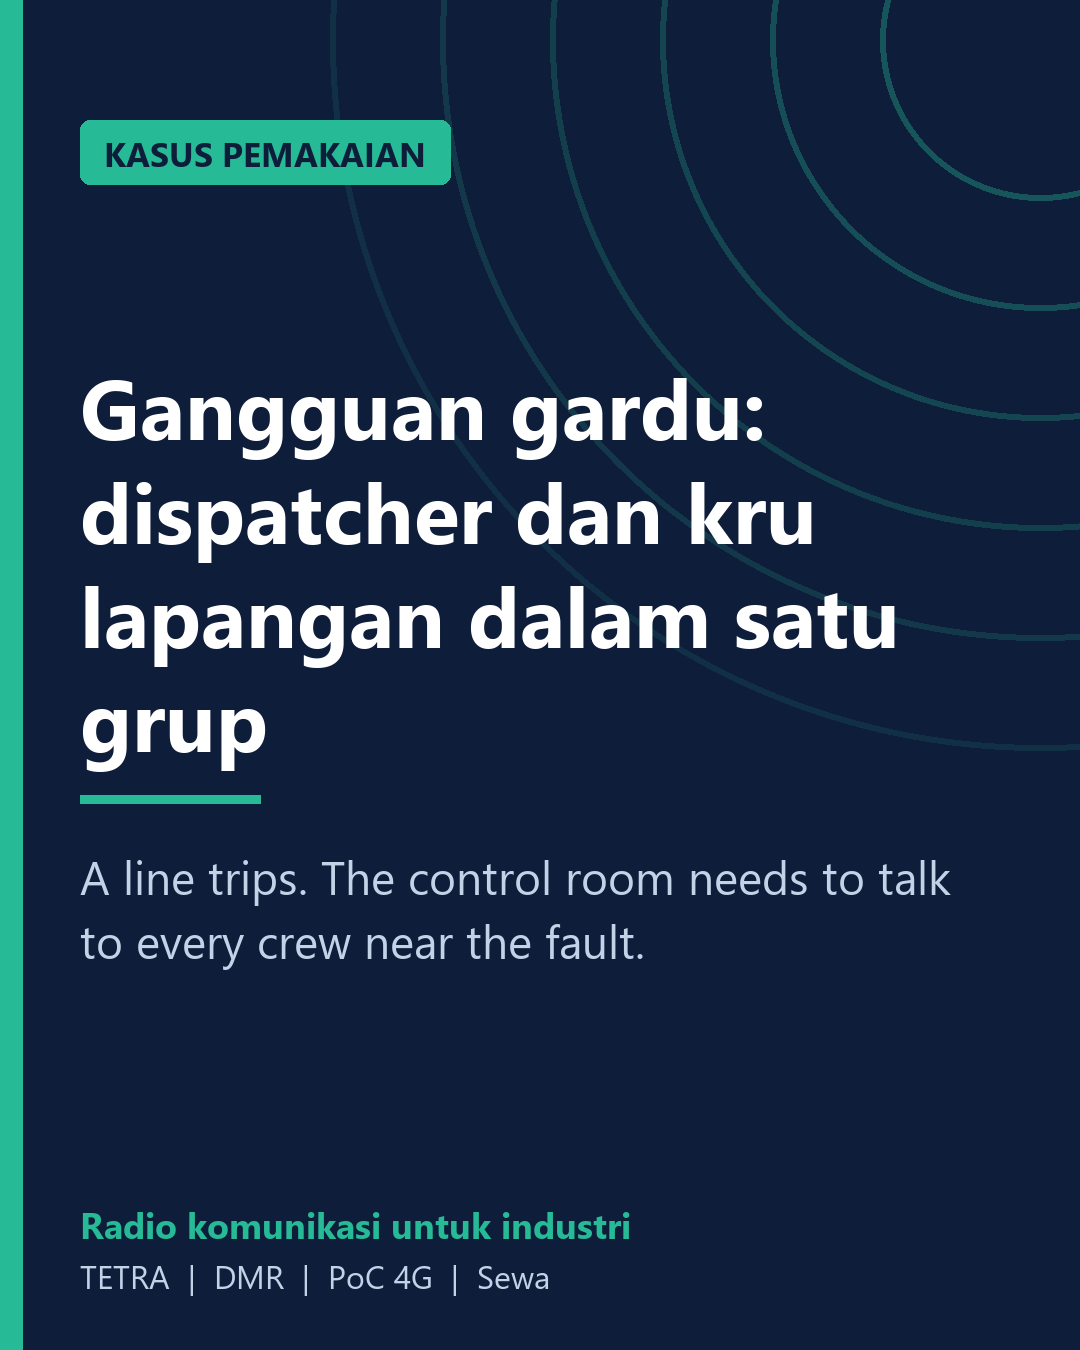 KASUS PEMAKAIAN
Gangguan gardu:
dispatcher dan kru
lapangan dalam satu
grup
A line trips. The control room needs to talk
to every crew near the fault.
Radio komunikasi untuk industri
TETRA | DMR | PoC 4G | Sewa